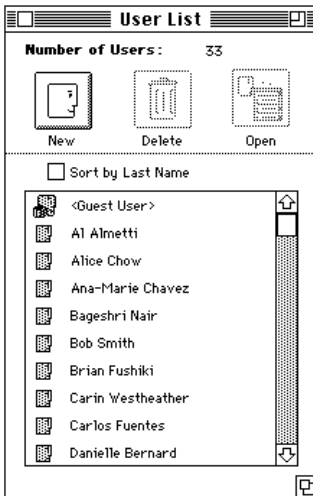 User List
Number of Users: 33
New Delete Open
Sort by Last Name
<Guest User>
Al Almetti
Alice Chow
Ana-Marie Chavez
Bageshri Nair
Bob Smith
Brian Fushiki
Carin Westheather
Carlos Fuentes
Danielle Bernard